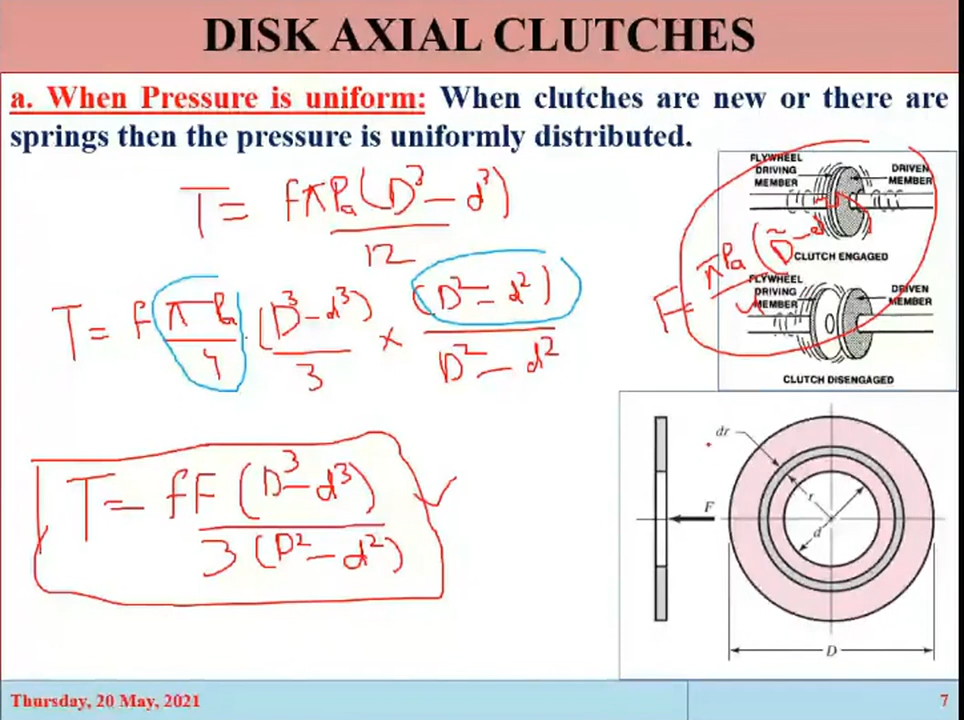 DISK AXIAL CLUTCHES
a. When Pressure is uniform: When clutches are new or there are
springs then the pressure is uniformly distributed.
T = fπPa(D³ - d³)
12
T = f πPa (D³ - d³) × (D² - d²)
4 3 D² - d²
T = fF (D³ - d³)
3 (D² - d²)
FLYWHEEL
DRIVING
MEMBER
DRIVEN
MEMBER
CLUTCH ENGAGED
F = πPa (D² - d
4
FLYWHEEL
DRIVING
MEMBER
DRIVEN
MEMBER
CLUTCH DISENGAGED
dr
F
r
d
D
Thursday, 20 May, 2021
7